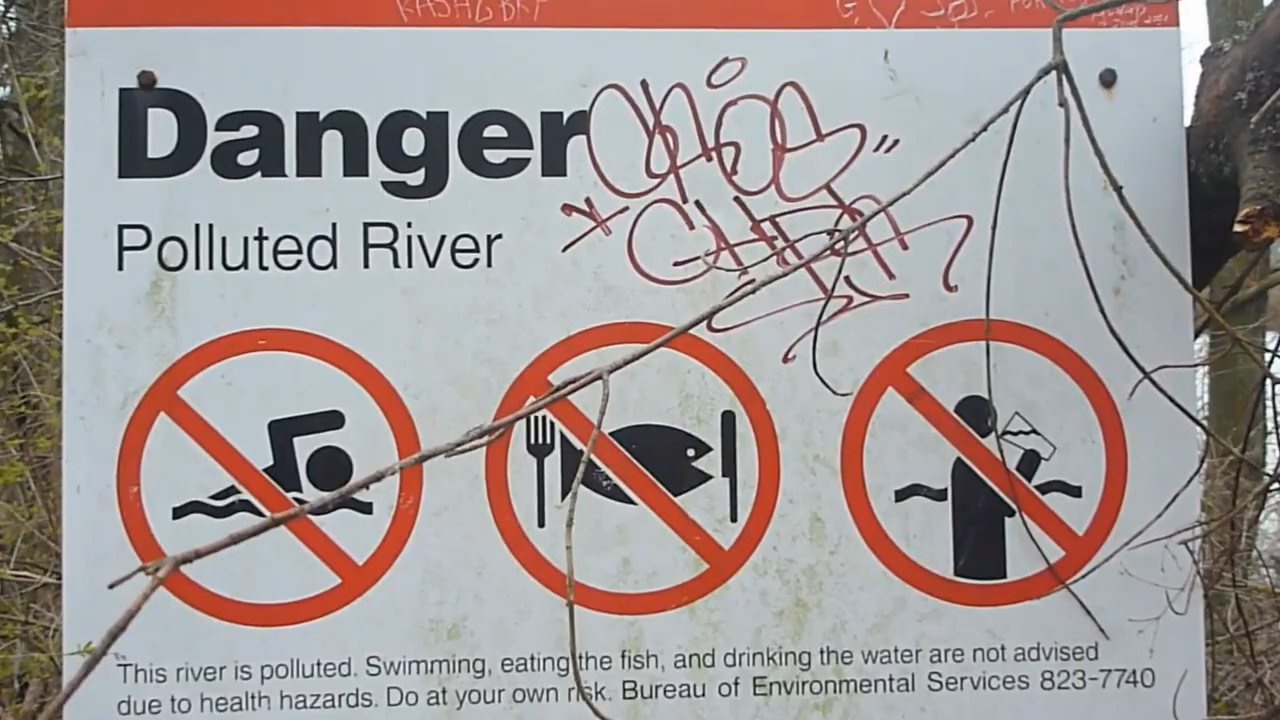 Danger
Polluted River
This river is polluted. Swimming, eating the fish, and drinking the water are not advised
due to health hazards. Do at your own risk. Bureau of Environmental Services 823-7740